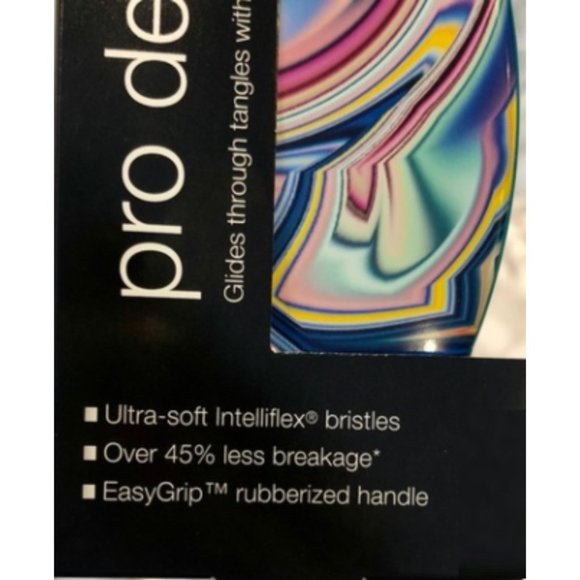 pro de
Glides through tangles with
■ Ultra-soft Intelliflex® bristles
■ Over 45% less breakage*
■ EasyGrip™ rubberized handle